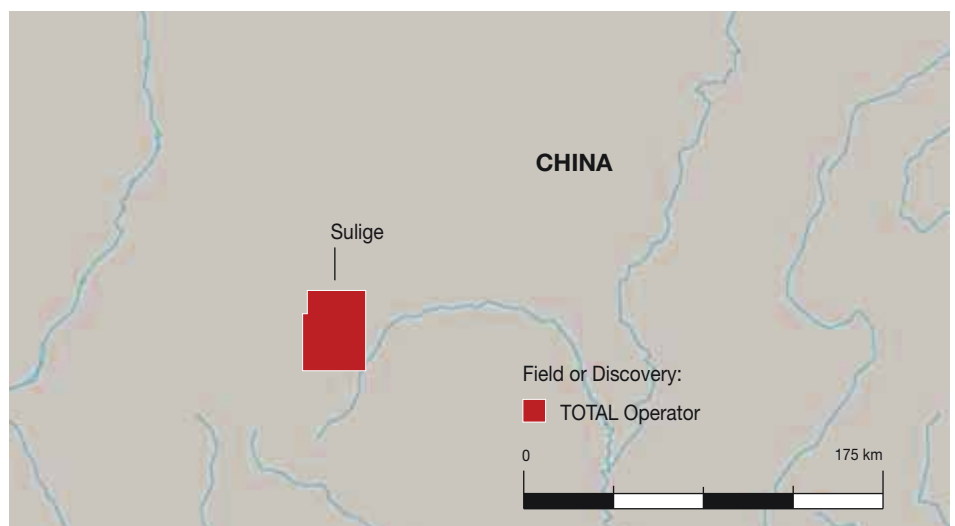 CHINA
Sulige
Field or Discovery:
TOTAL Operator
0 175 km